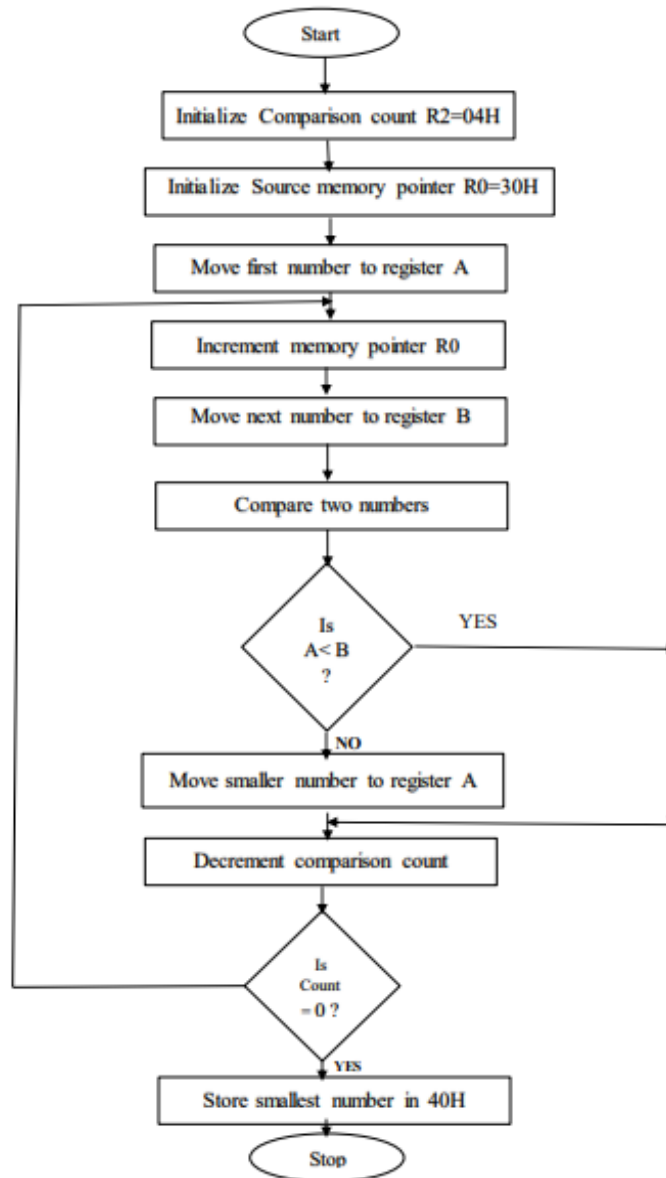 Start
Initialize Comparison count R2=04H
Initialize Source memory pointer R0=30H
Move first number to register A
Increment memory pointer R0
Move next number to register B
Compare two numbers
Is
A< B
?
YES
NO
Move smaller number to register A
Decrement comparison count
Is
Count
= 0 ?
YES
Store smallest number in 40H
Stop